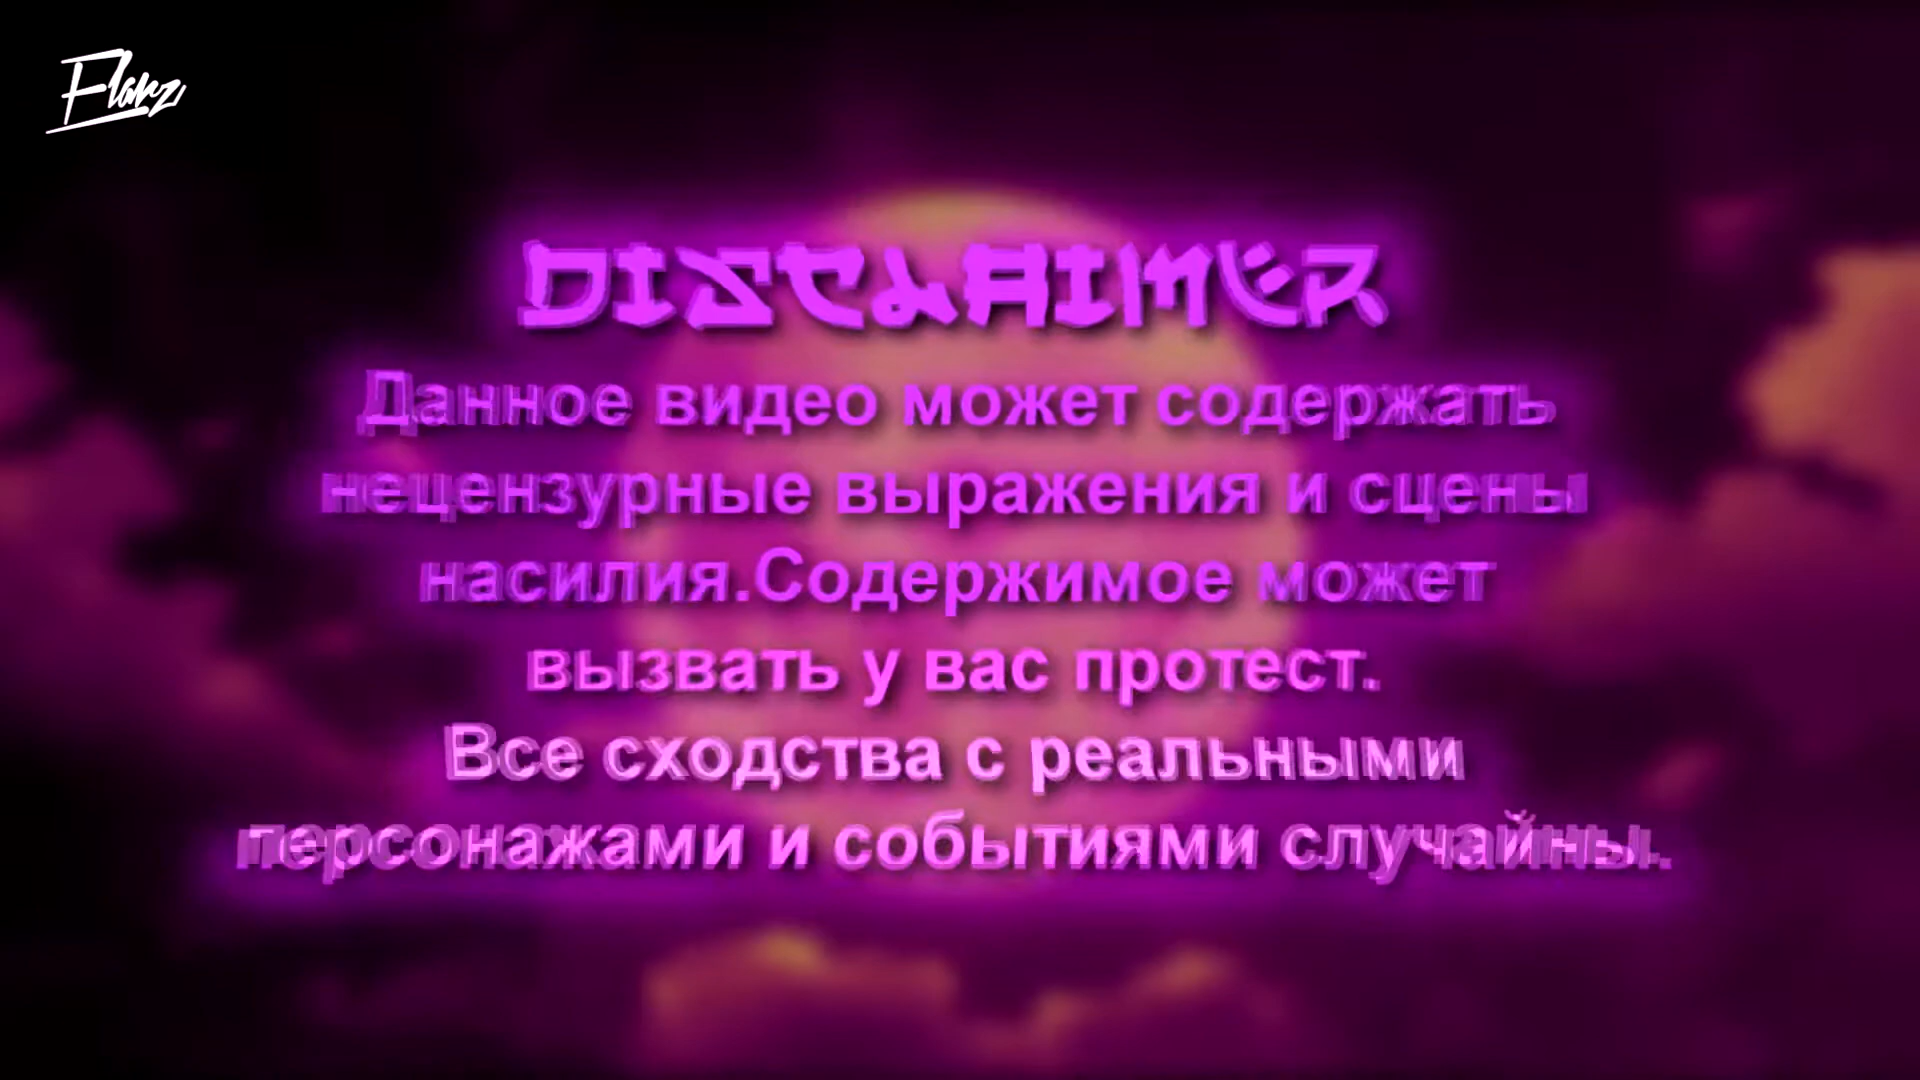 Flarz
DISCLAIMER
Данное видео может содержать
нецензурные выражения и сцены
насилия.Содержимое может
вызвать у вас протест.
Все сходства с реальными
персонажами и событиями случайны.